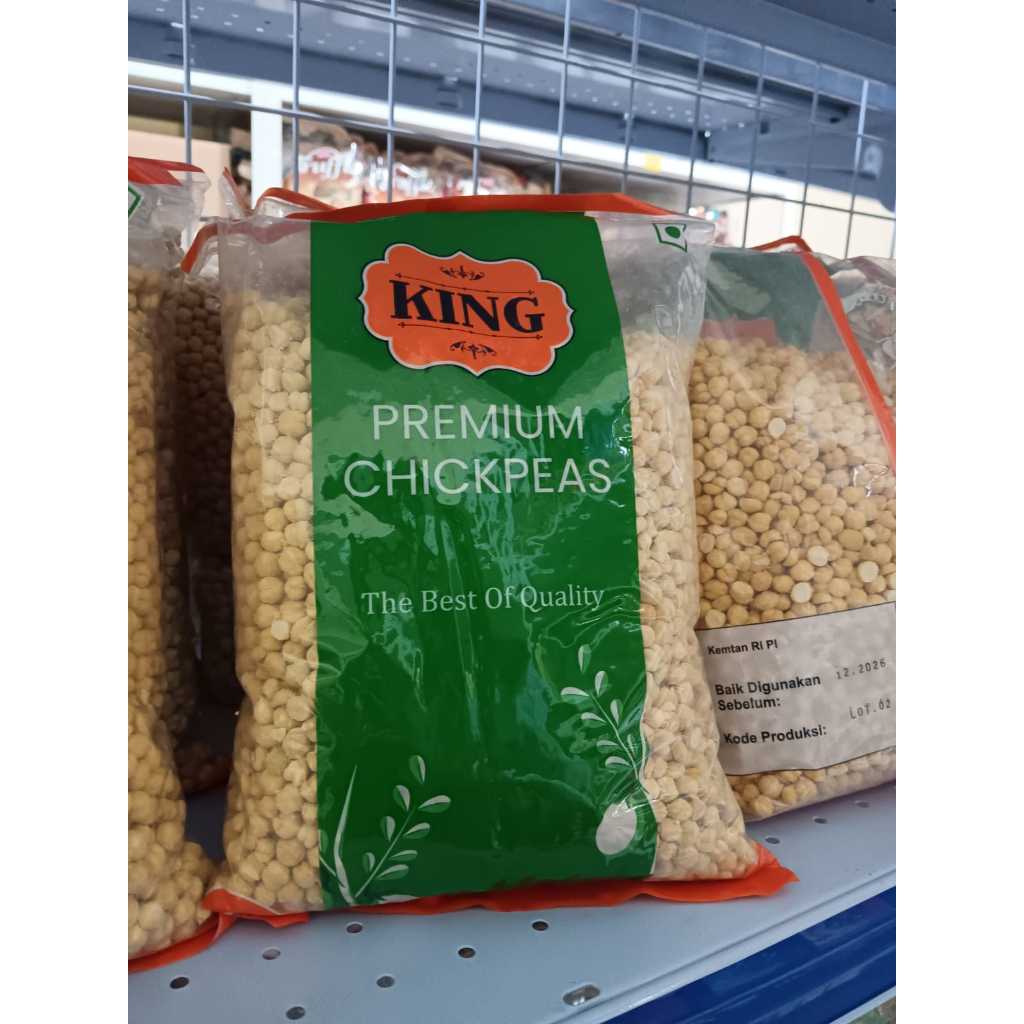 KING
PREMIUM
CHICKPEAS
The Best Of Quality
Kemtan RI PI
Baik Digunakan 12.2026
Sebelum:
Kode Produksi: LOT.02